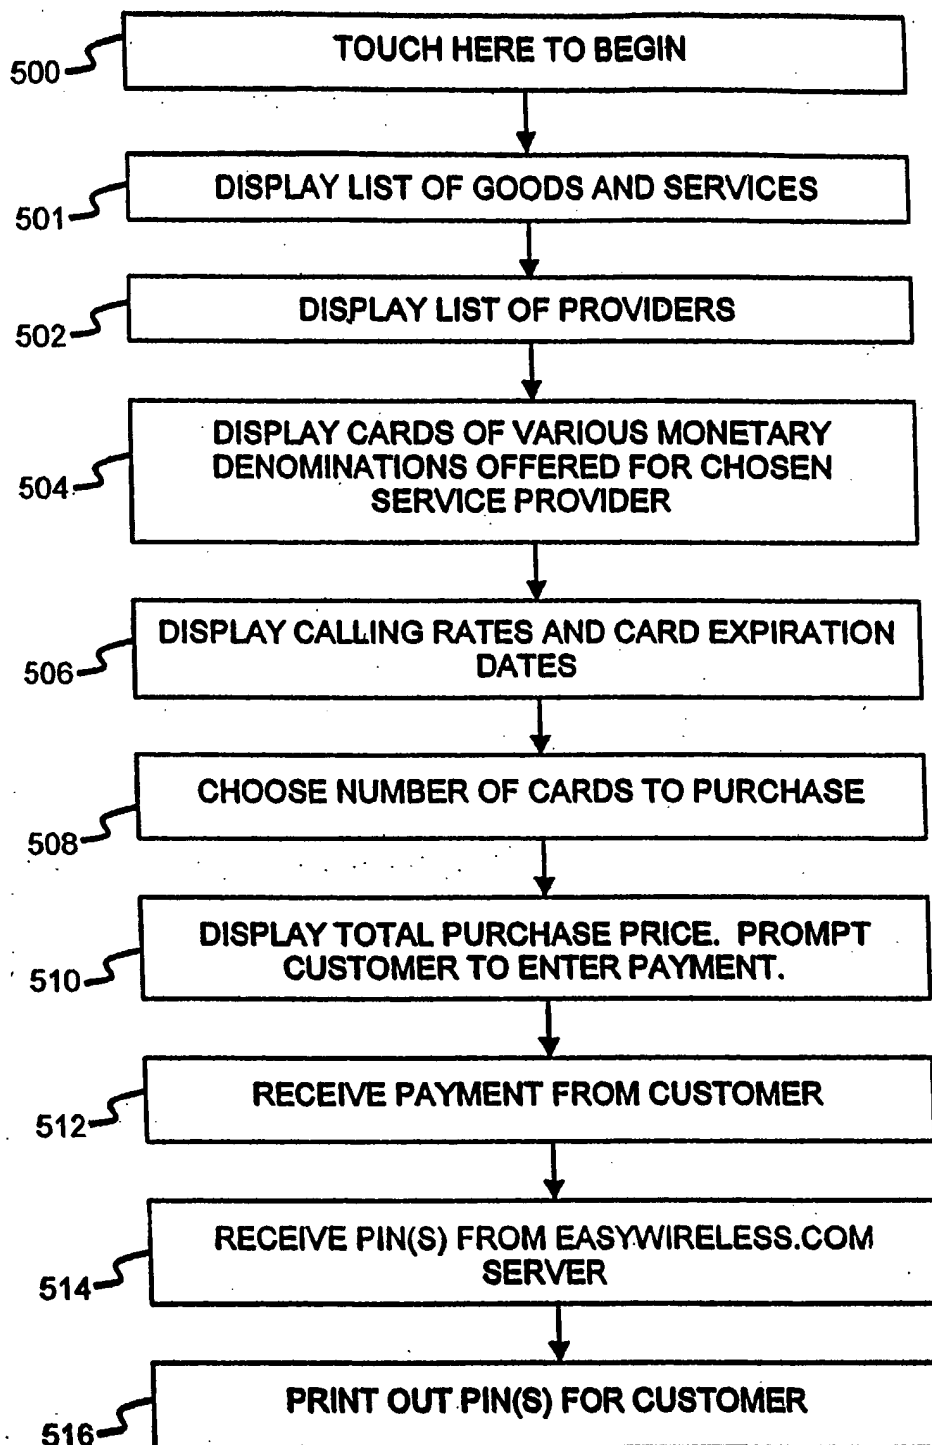 500
TOUCH HERE TO BEGIN
501
DISPLAY LIST OF GOODS AND SERVICES
502
DISPLAY LIST OF PROVIDERS
504
DISPLAY CARDS OF VARIOUS MONETARY
DENOMINATIONS OFFERED FOR CHOSEN
SERVICE PROVIDER
506
DISPLAY CALLING RATES AND CARD EXPIRATION
DATES
508
CHOOSE NUMBER OF CARDS TO PURCHASE
510
DISPLAY TOTAL PURCHASE PRICE. PROMPT
CUSTOMER TO ENTER PAYMENT.
512
RECEIVE PAYMENT FROM CUSTOMER
514
RECEIVE PIN(S) FROM EASYWIRELESS.COM
SERVER
516
PRINT OUT PIN(S) FOR CUSTOMER